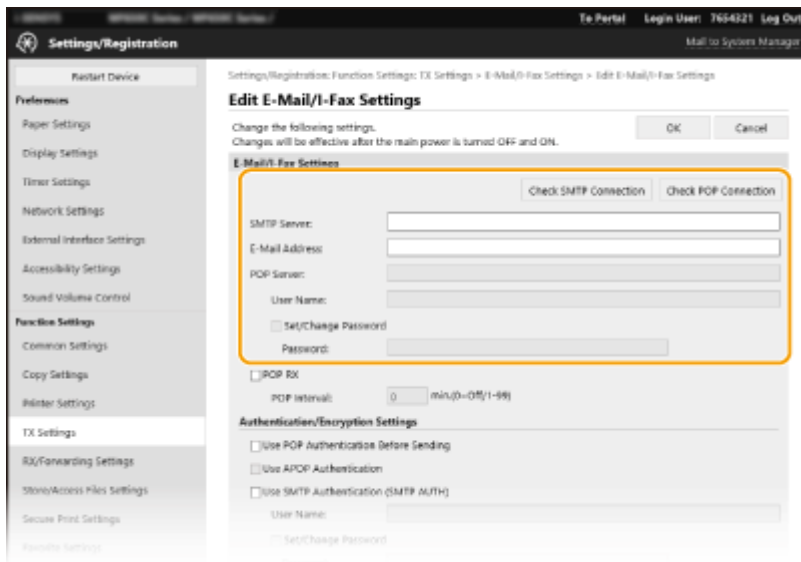 To Portal Login User: 7654321 Log Out
Settings/Registration
Mail to System Manager
Restart Device
Preferences
Paper Settings
Display Settings
Timer Settings
Network Settings
External Interface Settings
Accessibility Settings
Sound Volume Control
Function Settings
Common Settings
Copy Settings
Printer Settings
TX Settings
RX/Forwarding Settings
Store/Access Files Settings
Secure Print Settings
Favorite Settings
Settings/Registration: Function Settings: TX Settings > E-Mail/I-Fax Settings > Edit E-Mail/I-Fax Settings
Edit E-Mail/I-Fax Settings
Change the following settings.
Changes will be effective after the main power is turned OFF and ON.
OK Cancel
E-Mail/I-Fax Settings
Check SMTP Connection Check POP Connection
SMTP Server:
E-Mail Address:
POP Server:
User Name:
Set/Change Password
Password:
POP RX
POP Interval: 0 min.(0=Off/1-99)
Authentication/Encryption Settings
Use POP Authentication Before Sending
Use APOP Authentication
Use SMTP Authentication (SMTP AUTH)
User Name:
Set/Change Password